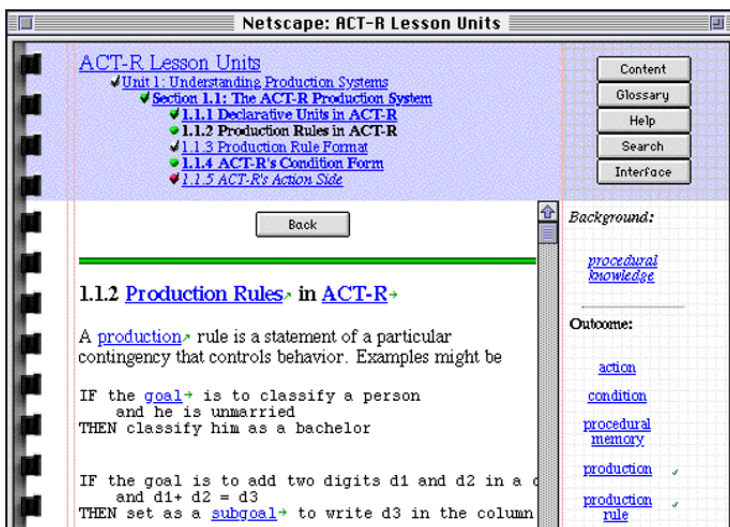 Netscape: ACT-R Lesson Units
ACT-R Lesson Units
Unit 1: Understanding Production Systems
Section 1.1: The ACT-R Production System
1.1.1 Declarative Units in ACT-R
1.1.2 Production Rules in ACT-R
1.1.3 Production Rule Format
1.1.4 ACT-R's Condition Form
1.1.5 ACT-R's Action Side
Content
Glossary
Help
Search
Interface
Back
1.1.2 Production Rules in ACT-R
A production rule is a statement of a particular
contingency that controls behavior. Examples might be
IF the goal is to classify a person
and he is unmarried
THEN classify him as a bachelor
IF the goal is to add two digits d1 and d2 in a
and d1+ d2 = d3
THEN set as a subgoal to write d3 in the column
Background:
procedural
knowledge
Outcome:
action
condition
procedural
memory
production
production
rule